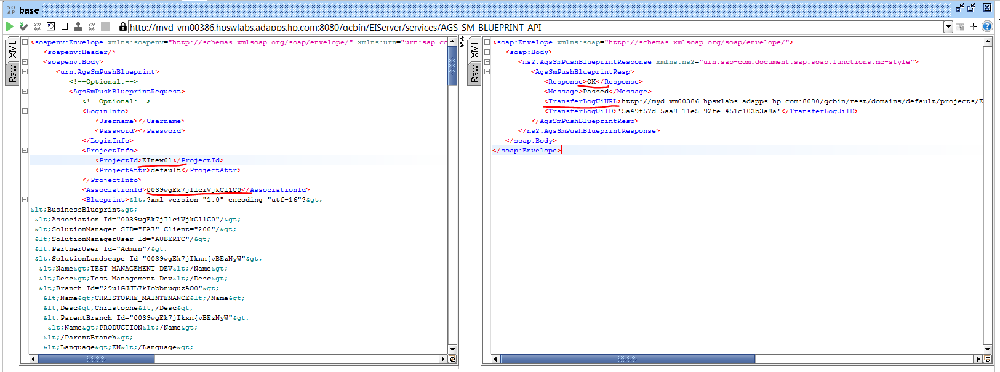 SO
AP
base
SO
AP
SO
AP
http://myd-vm00386.hpswlabs.adapps.hp.com:8080/qcbin/EIServer/services/AGS_SM_BLUEPRINT_API
XML
Raw
<soapenv:Envelope xmlns:soapenv="http://schemas.xmlsoap.org/soap/envelope/" xmlns:urn="urn:sap-co
<soapenv:Header/>
<soapenv:Body>
<urn:AgsSmPushBlueprint>
<!--Optional:-->
<AgsSmPushBlueprintRequest>
<!--Optional:-->
<LoginInfo>
<Username></Username>
<Password></Password>
</LoginInfo>
<ProjectInfo>
<ProjectId>EInew01</ProjectId>
<ProjectAttr>default</ProjectAttr>
</ProjectInfo>
<AssociationId>0039wgEk7jIlciVjkCl1C0</AssociationId>
<Blueprint>&lt;?xml version="1.0" encoding="utf-16"?&gt;
&lt;BusinessBlueprint&gt;
&lt;Association Id="0039wgEk7jIlciVjkCl1C0"/&gt;
&lt;SolutionManager SID="FA7" Client="200"/&gt;
&lt;SolutionManagerUser Id="AUBERTC"/&gt;
&lt;PartnerUser Id="Admin"/&gt;
&lt;SolutionLandscape Id="0039wgEk7jIkxn{vBEzNyW"&gt;
&lt;Name&gt;TEST_MANAGEMENT_DEV&lt;/Name&gt;
&lt;Desc&gt;Test Management Dev&lt;/Desc&gt;
&lt;Branch Id="29u1GJJL7kIobbnuquzAO0"&gt;
&lt;Name&gt;CHRISTOPHE_MAINTENANCE&lt;/Name&gt;
&lt;Desc&gt;Christophe&lt;/Desc&gt;
&lt;ParentBranch Id="0039wgEk7jIkxn{vBEzNyW"&gt;
&lt;Name&gt;PRODUCTION&lt;/Name&gt;
&lt;/ParentBranch&gt;
&lt;Language&gt;EN&lt;/Language&gt;
XML
Raw
<soap:Envelope xmlns:soap="http://schemas.xmlsoap.org/soap/envelope/">
<soap:Body>
<ns2:AgsSmPushBlueprintResponse xmlns:ns2="urn:sap-com:document:sap:soap:functions:mc-style">
<AgsSmPushBlueprintResp>
<Response>OK</Response>
<Message>Passed</Message>
<TransferLogUiURL>http://myd-vm00386.hpswlabs.adapps.hp.com:8080/qcbin/rest/domains/default/projects/E
<TransferLogUiID>'5a49f57d-5aa8-11e5-92fe-451c103b3a8a'</TransferLogUiID>
</AgsSmPushBlueprintResp>
</ns2:AgsSmPushBlueprintResponse>
</soap:Body>
</soap:Envelope>